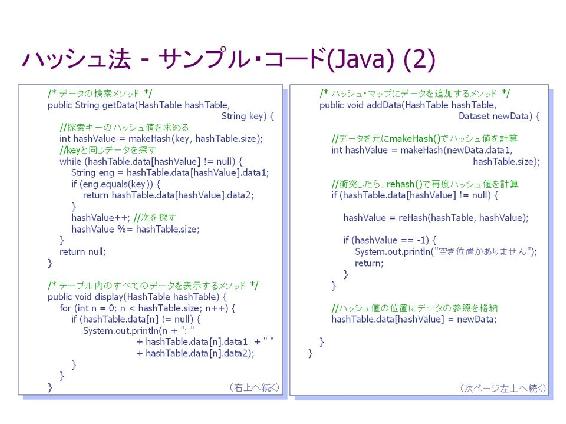 ハッシュ法 - サンプル・コード(Java) (2)
/* データの検索メソッド */
public String getData(HashTable hashTable,
String key) {
//探索キーのハッシュ値を求める
int hashValue = makeHash(key, hashTable.size);
//keyと同じデータを探す
while (hashTable.data[hashValue] != null) {
String eng = hashTable.data[hashValue].data1;
if (eng.equals(key)) {
return hashTable.data[hashValue].data2;
}
hashValue++; //次を探す
hashValue %= hashTable.size;
}
return null;
}
/* テーブル内のすべてのデータを表示するメソッド */
public void display(HashTable hashTable) {
for (int n = 0; n < hashTable.size; n++) {
if (hashTable.data[n] != null) {
System.out.println(n + ": "
+ hashTable.data[n].data1 + " "
+ hashTable.data[n].data2);
}
}
}
（右上へ続く）
/* ハッシュ・マップにデータを追加するメソッド */
public void addData(HashTable hashTable,
Dataset newData) {
//データを元にmakeHash()でハッシュ値を計算
int hashValue = makeHash(newData.data1,
hashTable.size);
//衝突したら、rehash()で再度ハッシュ値を計算
if (hashTable.data[hashValue] != null) {
hashValue = reHash(hashTable, hashValue);
if (hashValue == -1) {
System.out.println("空き位置がありません");
return;
}
}
//ハッシュ値の位置にデータの参照を格納
hashTable.data[hashValue] = newData;
}
}
（次ページ左上へ続く）